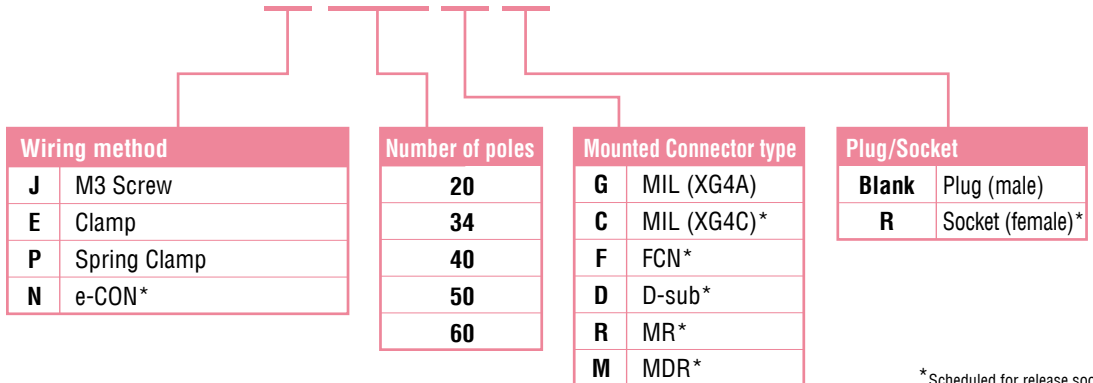 Wiring method
J M3 Screw
E Clamp
P Spring Clamp
N e-CON*
Number of poles
20
34
40
50
60
Mounted Connector type
G MIL (XG4A)
C MIL (XG4C)*
F FCN*
D D-sub*
R MR*
M MDR*
Plug/Socket
Blank Plug (male)
R Socket (female)*
*Scheduled for release